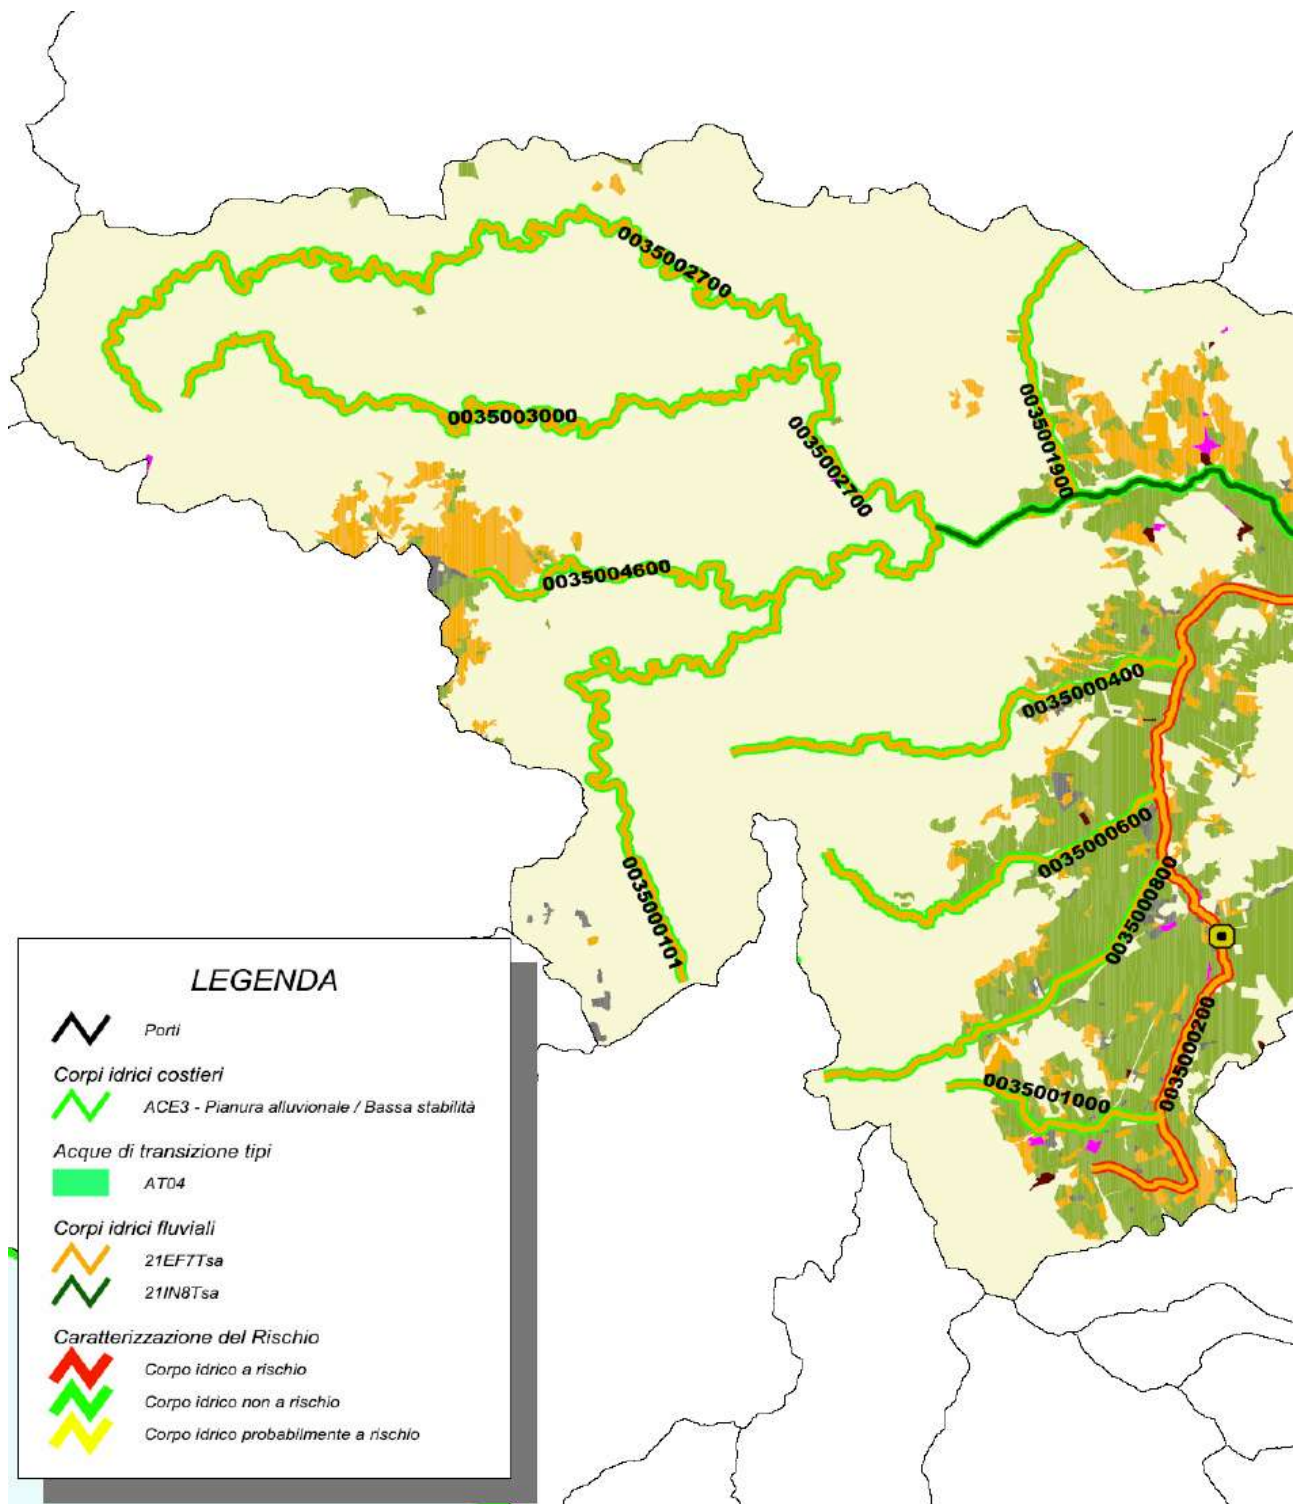 0035002700
0035003000
0035002700
0035001900
0035004600
0035000400
0035000600
0035000101
0035000800
0035000200
0035001000
LEGENDA
Porti
Corpi idrici costieri
ACE3 - Pianura alluvionale / Bassa stabilità
Acque di transizione tipi
AT04
Corpi idrici fluviali
21EF7Tsa
21IN8Tsa
Caratterizzazione del Rischio
Corpo idrico a rischio
Corpo idrico non a rischio
Corpo idrico probabilmente a rischio